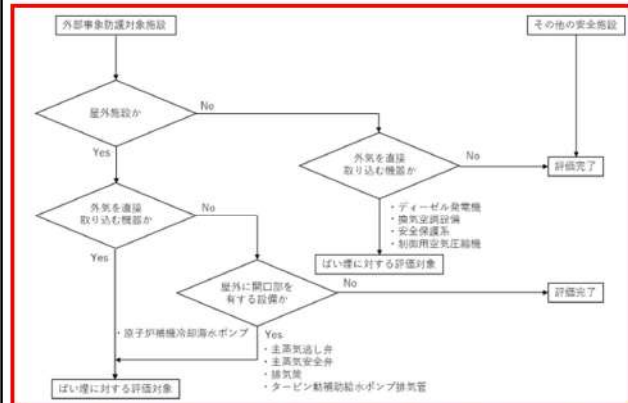 外部事象防護対象施設
その他の安全施設
屋外施設か
No
Yes
外気を直接
取り込む機器か
No
評価完了
・ディーゼル発電機
・換気空調設備
・安全保護系
・制御用空気圧縮機
ばい煙に対する評価対象
外気を直接
取り込む機器か
No
Yes
屋外に開口部を
有する設備か
No
評価完了
・原子炉補機冷却海水ポンプ
Yes
・主蒸気逃し弁
・主蒸気安全弁
・排気筒
・タービン動補助給水ポンプ排気管
ばい煙に対する評価対象